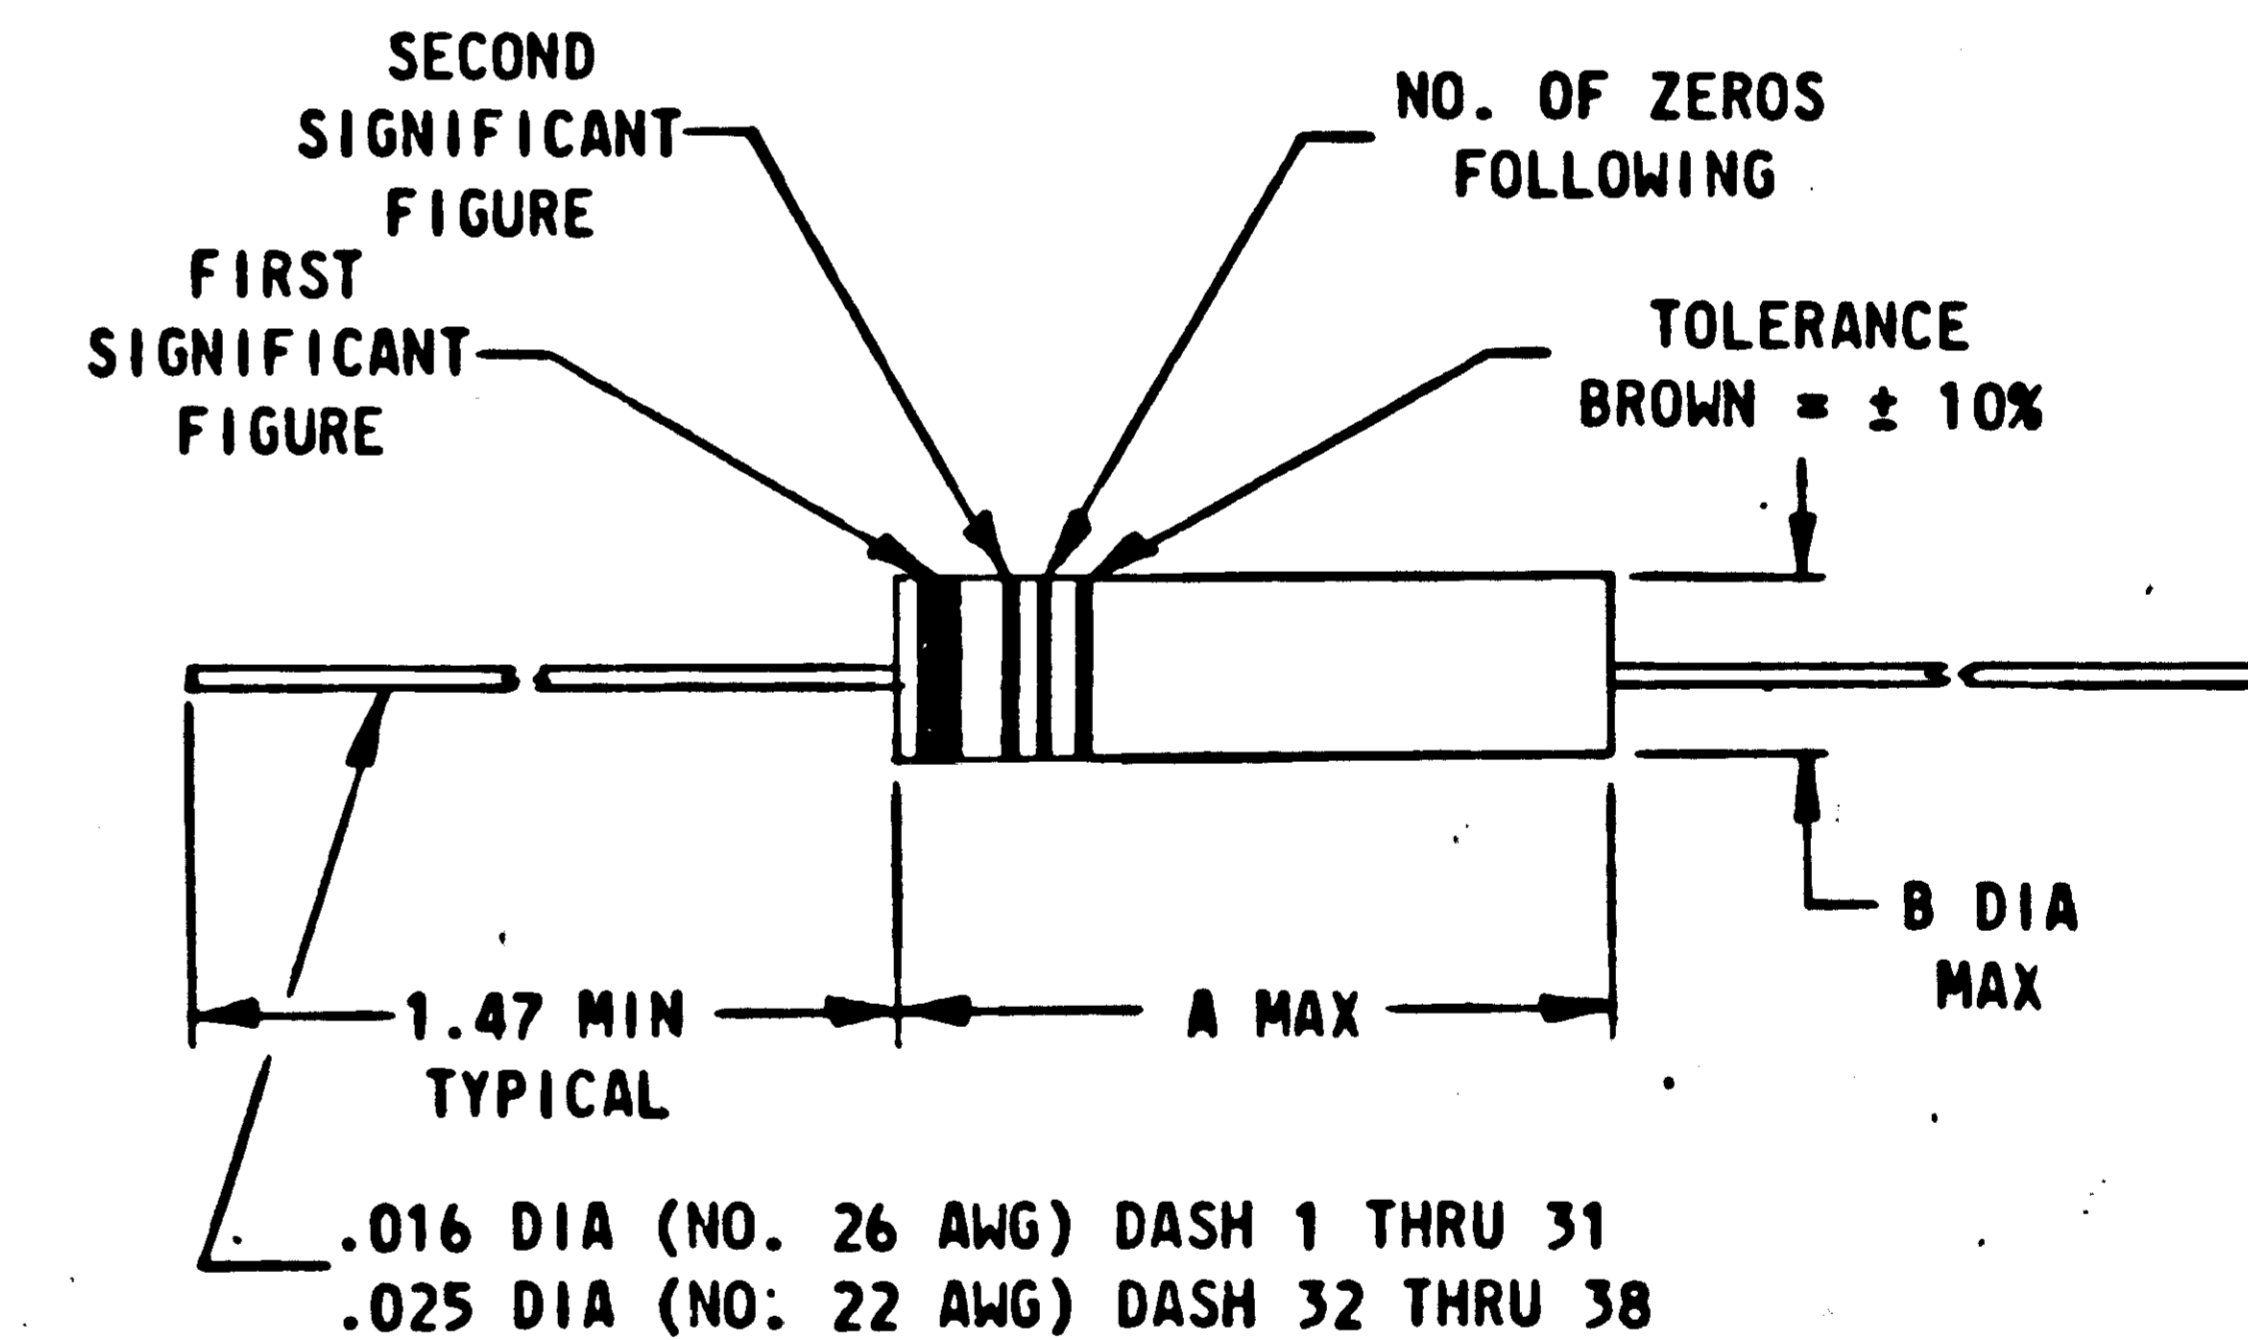 SECOND
SIGNIFICANT
FIGURE
FIRST
SIGNIFICANT
FIGURE
NO. OF ZEROS
FOLLOWING
TOLERANCE
BROWN = ± 10%
B DIA
MAX
1.47 MIN
TYPICAL
A MAX
.016 DIA (NO. 26 AWG) DASH 1 THRU 31
.025 DIA (NO: 22 AWG) DASH 32 THRU 38